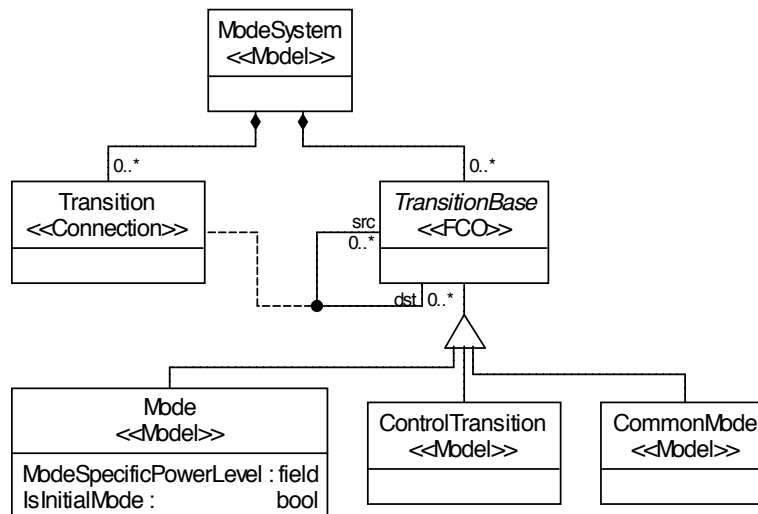 ModeSystem
<<Model>>
0..*
0..*
Transition
<<Connection>>
TransitionBase
<<FCO>>
src
0..*
dst 0..*
Mode
<<Model>>
ModeSpecificPowerLevel : field
IsInitialMode : bool
ControlTransition
<<Model>>
CommonMode
<<Model>>